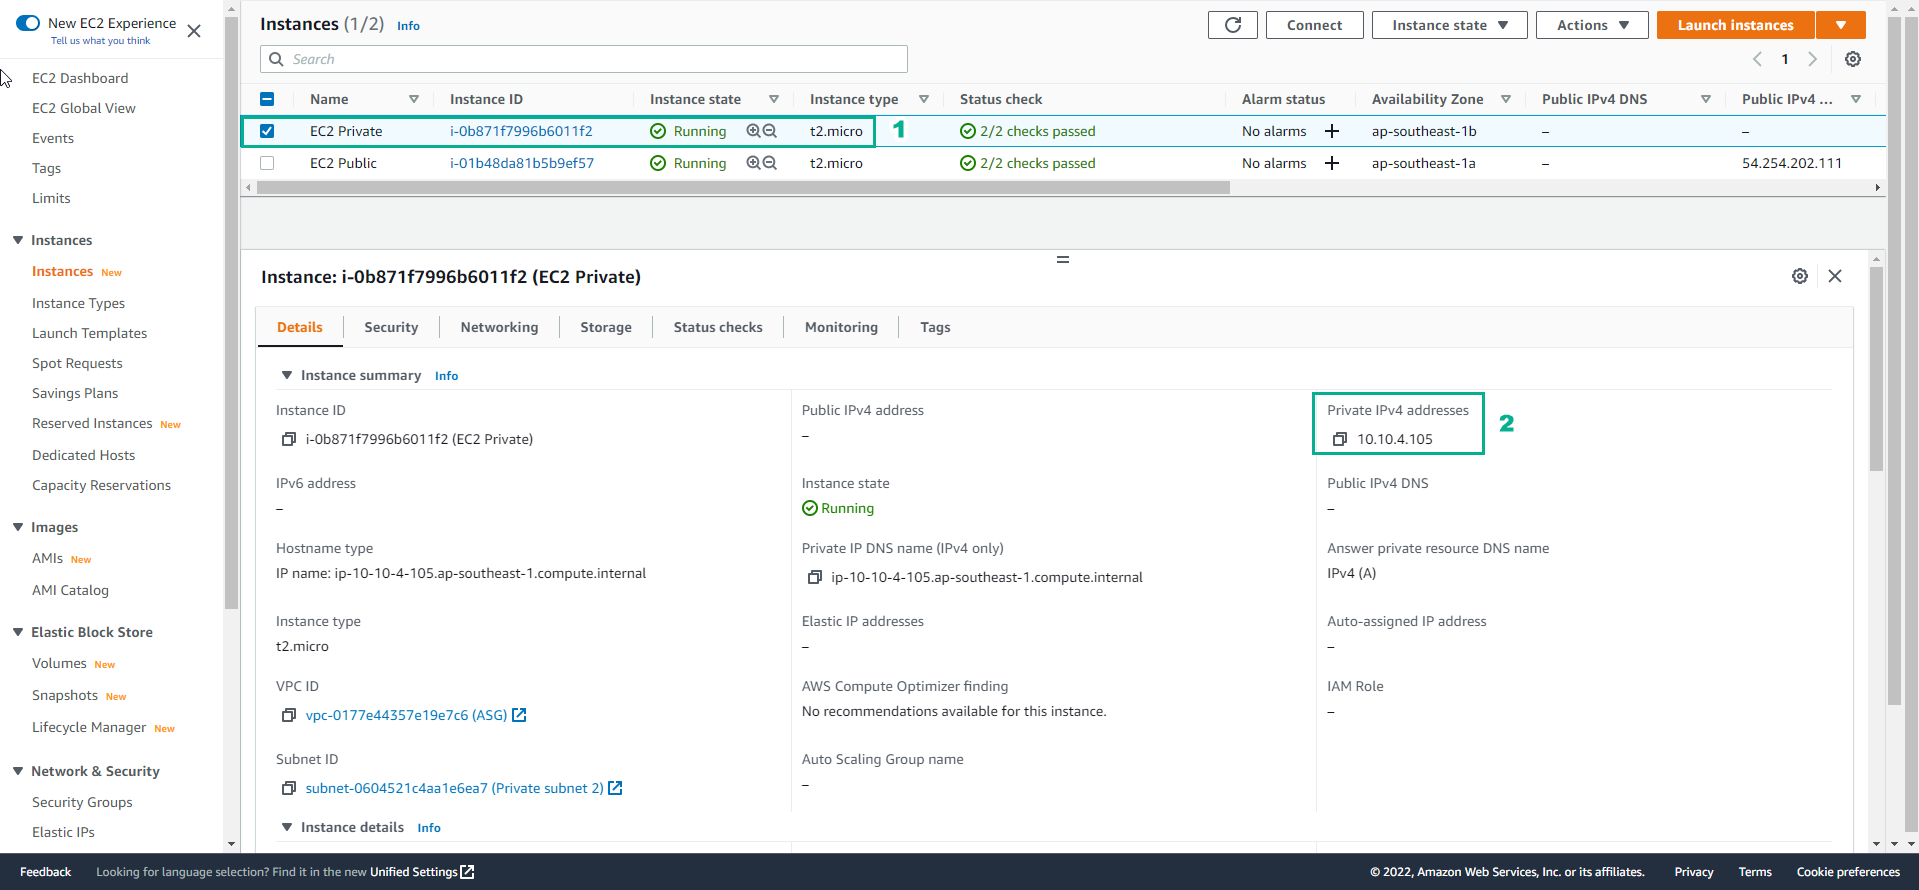 New EC2 Experience
Tell us what you think
EC2 Dashboard
EC2 Global View
Events
Tags
Limits
Instances
Instances New
Instance Types
Launch Templates
Spot Requests
Savings Plans
Reserved Instances New
Dedicated Hosts
Capacity Reservations
Images
AMIs New
AMI Catalog
Elastic Block Store
Volumes New
Snapshots New
Lifecycle Manager New
Network & Security
Security Groups
Elastic IPs
Instances (1/2) Info
Connect
Instance state
Actions
Launch instances
Search
1
Name Instance ID Instance state Instance type Status check Alarm status Availability Zone Public IPv4 DNS Public IPv4 ...
EC2 Private i-0b871f7996b6011f2 Running t2.micro 1 2/2 checks passed No alarms ap-southeast-1b – –
EC2 Public i-01b48da81b5b9ef57 Running t2.micro 2/2 checks passed No alarms ap-southeast-1a – 54.254.202.111
Instance: i-0b871f7996b6011f2 (EC2 Private)
Details Security Networking Storage Status checks Monitoring Tags
Instance summary Info
Instance ID
i-0b871f7996b6011f2 (EC2 Private)
Public IPv4 address
–
Private IPv4 addresses
10.10.4.105
2
IPv6 address
–
Instance state
Running
Public IPv4 DNS
–
Hostname type
IP name: ip-10-10-4-105.ap-southeast-1.compute.internal
Private IP DNS name (IPv4 only)
ip-10-10-4-105.ap-southeast-1.compute.internal
Answer private resource DNS name
IPv4 (A)
Instance type
t2.micro
Elastic IP addresses
–
Auto-assigned IP address
–
VPC ID
vpc-0177e44357e19e7c6 (ASG)
AWS Compute Optimizer finding
No recommendations available for this instance.
IAM Role
–
Subnet ID
subnet-0604521c4aa1e6ea7 (Private subnet 2)
Auto Scaling Group name
–
Instance details Info
Feedback Looking for language selection? Find it in the new Unified Settings © 2022, Amazon Web Services, Inc. or its affiliates. Privacy Terms Cookie preferences